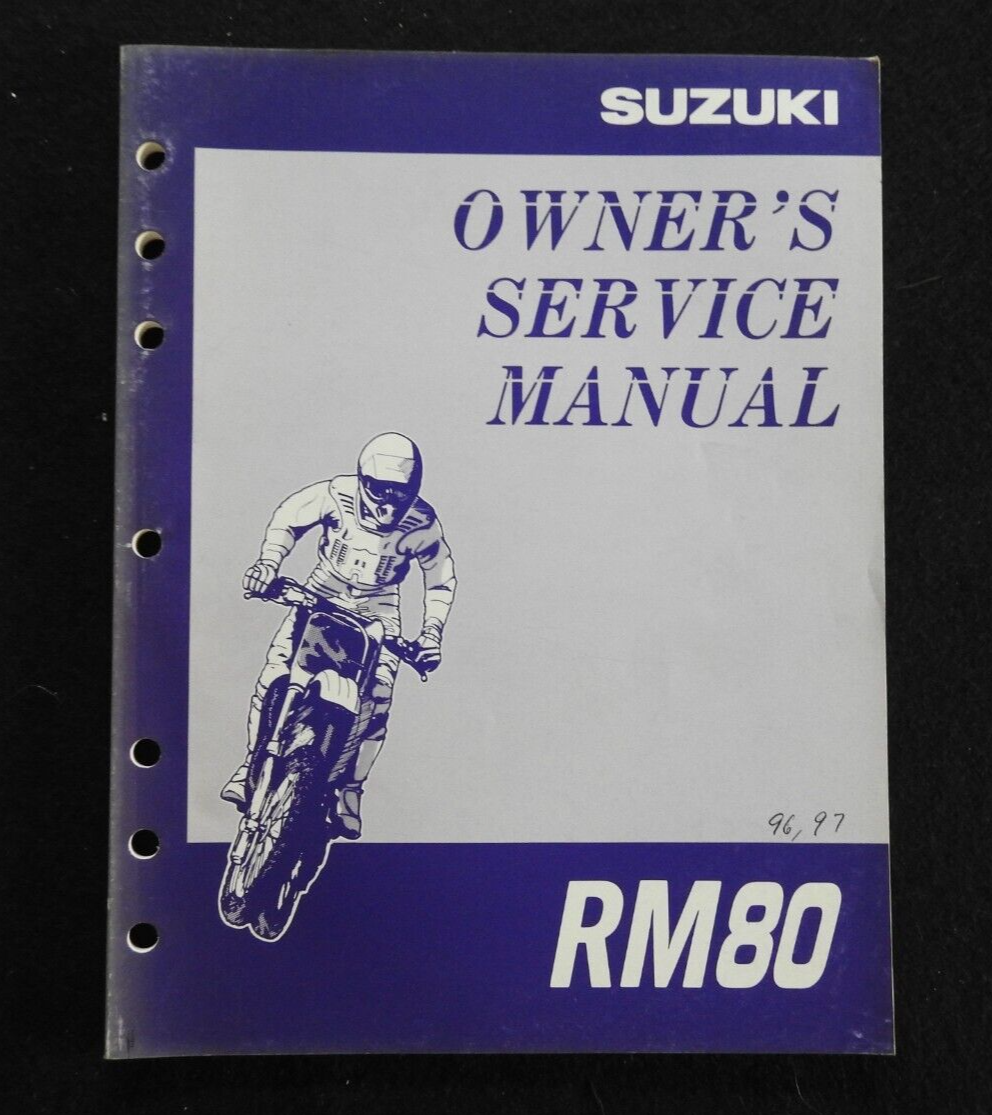 SUZUKI
OWNER'S
SERVICE
MANUAL
96, 97
RM80